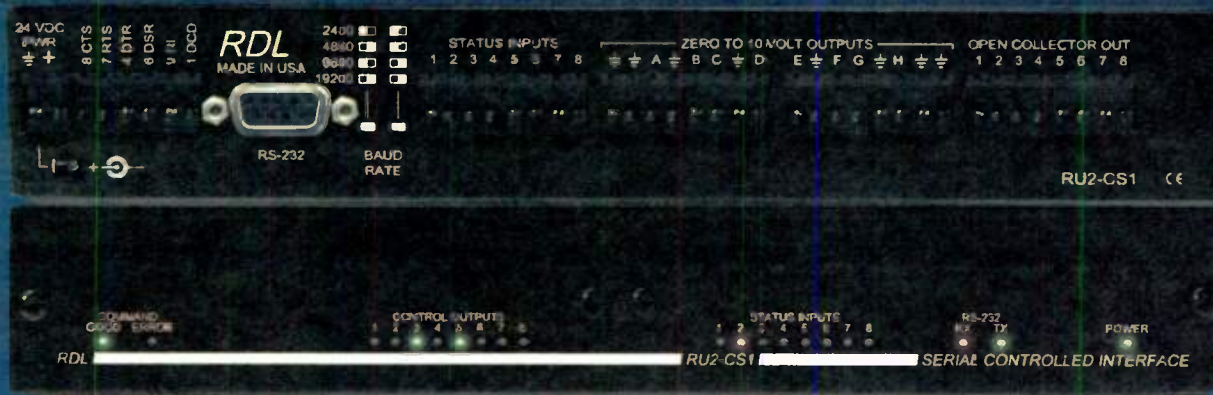 24 VDC
PWR
+
8 CTS
7 RTS
4 DTR
6 DSR
1 DCD
RDL
MADE IN USA
2400
4800
9600
19200
RS-232
BAUD
RATE
STATUS INPUTS
1 2 3 4 5 6 7 8
ZERO TO 10 VOLT OUTPUTS
A B C D E F G H
OPEN COLLECTOR OUT
1 2 3 4 5 6 7 8
- +
RU2-CS1 CE
COMMAND
GOOD ERROR
CONTROL OUTPUTS
1 2 3 4 5 6 7 8
STATUS INPUTS
1 2 3 4 5 6 7 8
RS-232
RX TX
POWER
RDL
RU2-CS1
SERIAL CONTROLLED INTERFACE